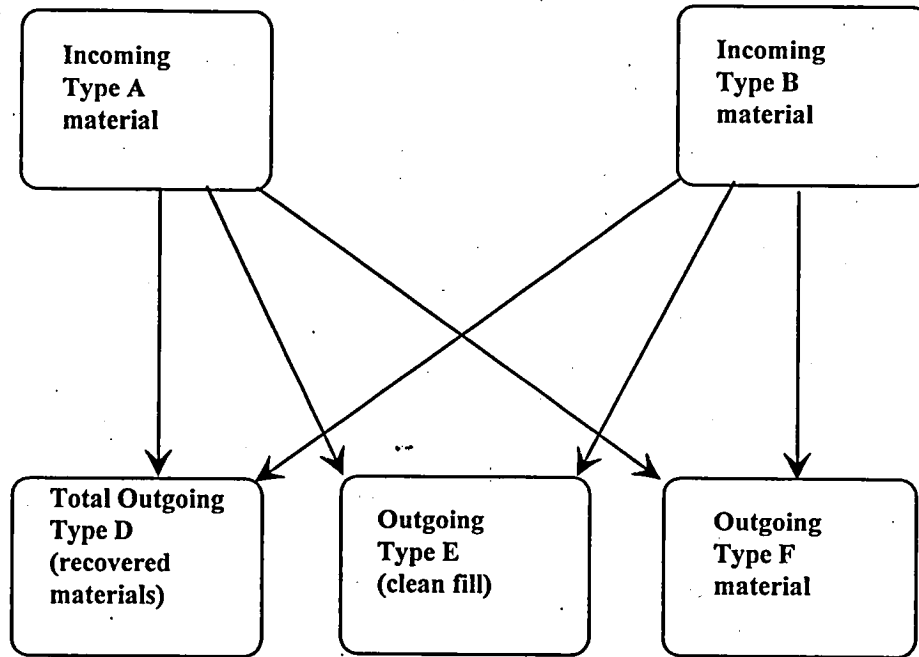 Incoming
Type A
material
Incoming
Type B
material
Total Outgoing
Type D
(recovered
materials)
Outgoing
Type E
(clean fill)
Outgoing
Type F
material